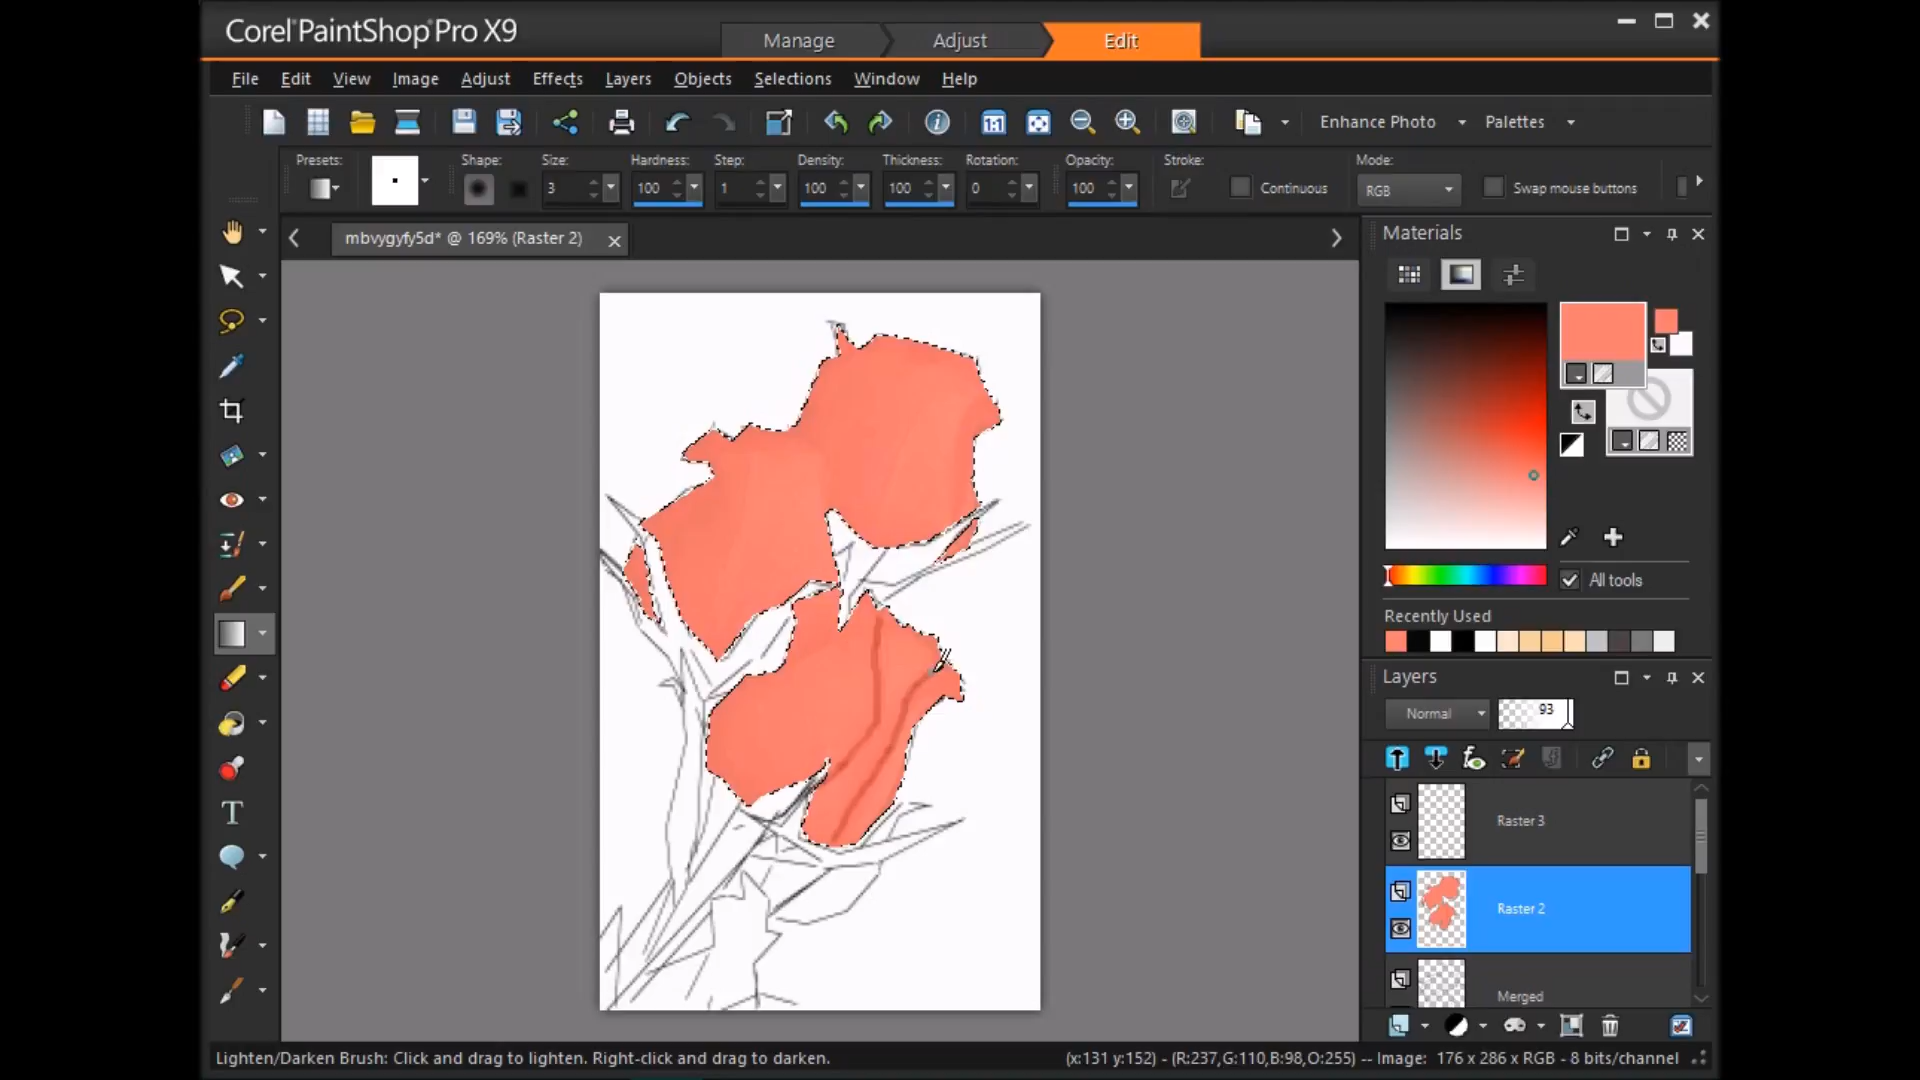 Corel PaintShop Pro X9
Manage Adjust Edit
File Edit View Image Adjust Effects Layers Objects Selections Window Help
1:1 Enhance Photo Palettes
Presets: Shape: Size: Hardness: Step: Density: Thickness: Rotation: Opacity: Stroke: Mode:
3 100 1 100 100 0 100 Continuous RGB Swap mouse buttons
mbvygyfy5d* @ 169% (Raster 2)
Materials
All tools
Recently Used
Layers
Normal 93
Raster 3
Raster 2
Merged
Lighten/Darken Brush: Click and drag to lighten. Right-click and drag to darken. (x:131 y:152) - (R:237,G:110,B:98,O:255) -- Image: 176 x 286 x RGB - 8 bits/channel